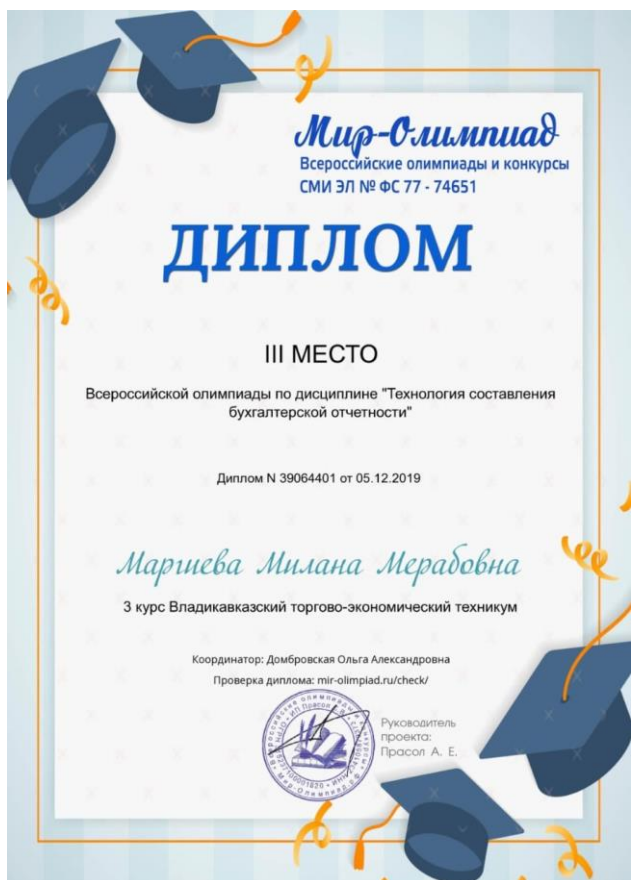 Мир-Олимпиад
Всероссийские олимпиады и конкурсы
СМИ ЭЛ № ФС 77 - 74651
ДИПЛОМ
III МЕСТО
Всероссийской олимпиады по дисциплине "Технология составления
бухгалтерской отчетности"
Диплом N 39064401 от 05.12.2019
Маргиева Милана Мерабовна
3 курс Владикавказский торгово-экономический техникум
Координатор: Домбровская Ольга Александровна
Проверка диплома: mir-olimpiad.ru/check/
Руководитель
проекта:
Прасол А. Е.